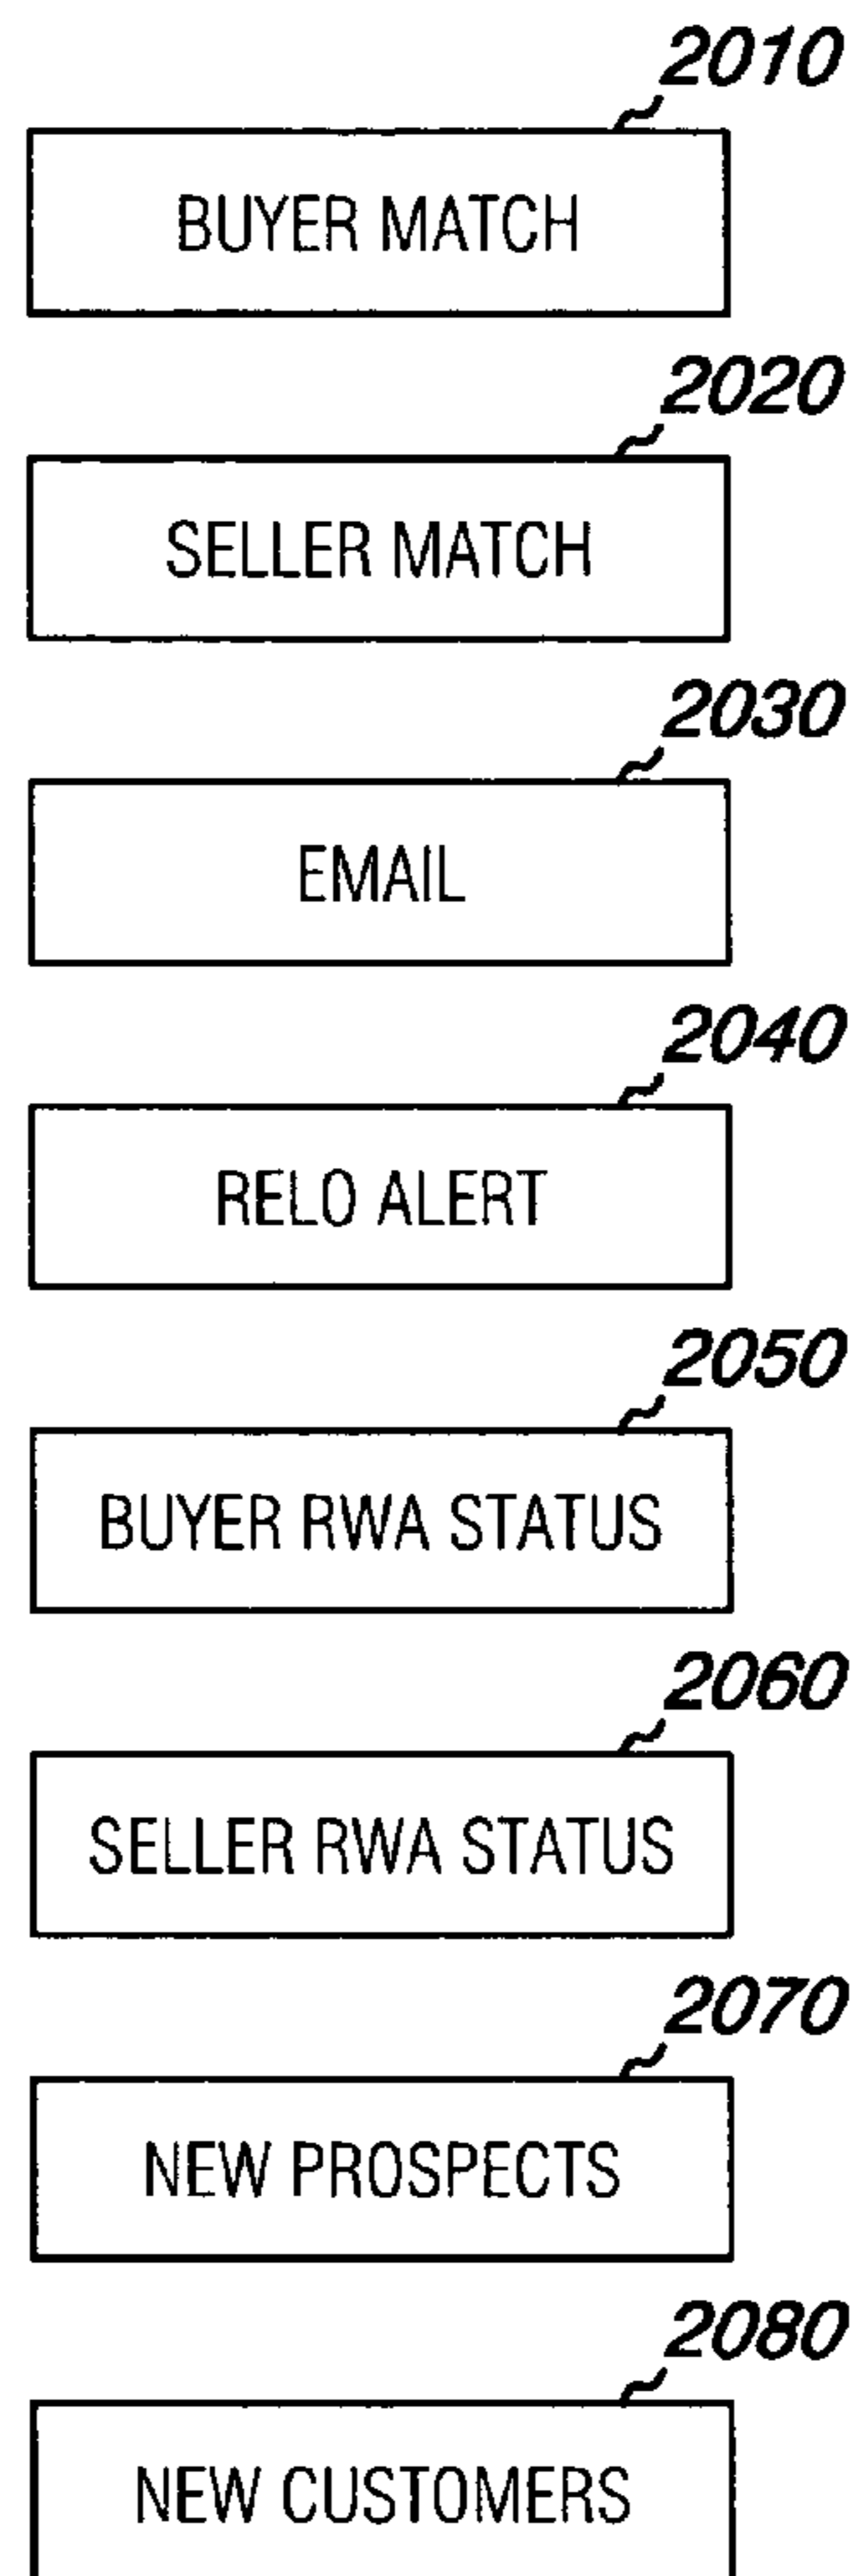 2010
BUYER MATCH
2020
SELLER MATCH
2030
EMAIL
2040
RELO ALERT
2050
BUYER RWA STATUS
2060
SELLER RWA STATUS
2070
NEW PROSPECTS
2080
NEW CUSTOMERS